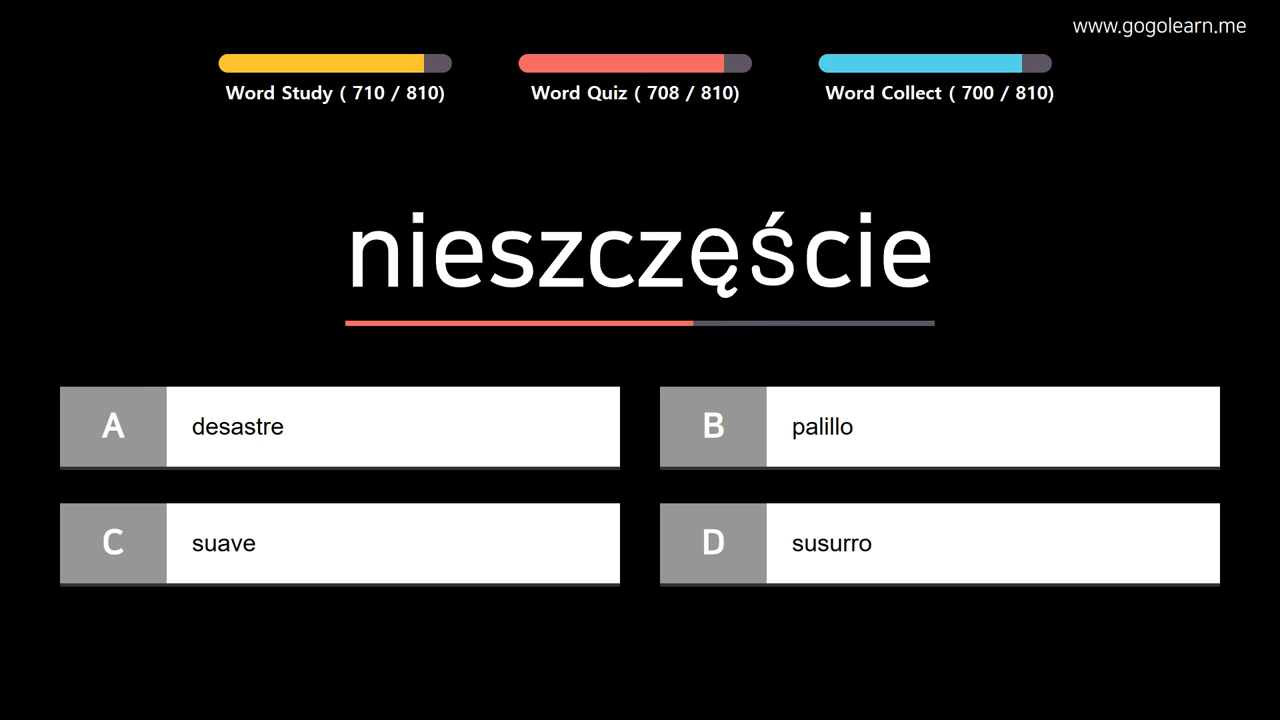 www.gogolearn.me
Word Study ( 710 / 810)
Word Quiz ( 708 / 810)
Word Collect ( 700 / 810)
nieszczęście
A desastre
B palillo
C suave
D susurro